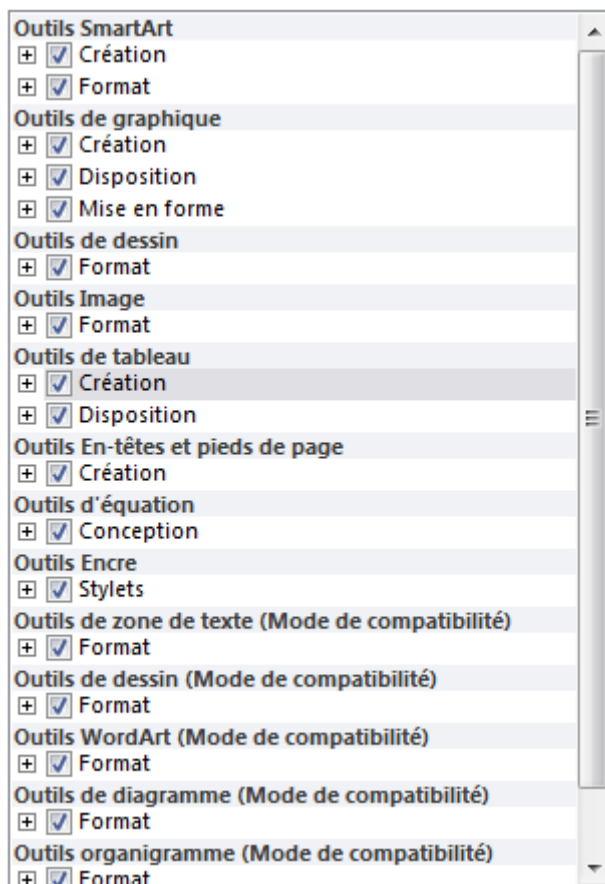 Outils SmartArt
Création
Format
Outils de graphique
Création
Disposition
Mise en forme
Outils de dessin
Format
Outils Image
Format
Outils de tableau
Création
Disposition
Outils En-têtes et pieds de page
Création
Outils d'équation
Conception
Outils Encre
Stylets
Outils de zone de texte (Mode de compatibilité)
Format
Outils de dessin (Mode de compatibilité)
Format
Outils WordArt (Mode de compatibilité)
Format
Outils de diagramme (Mode de compatibilité)
Format
Outils organigramme (Mode de compatibilité)
Format